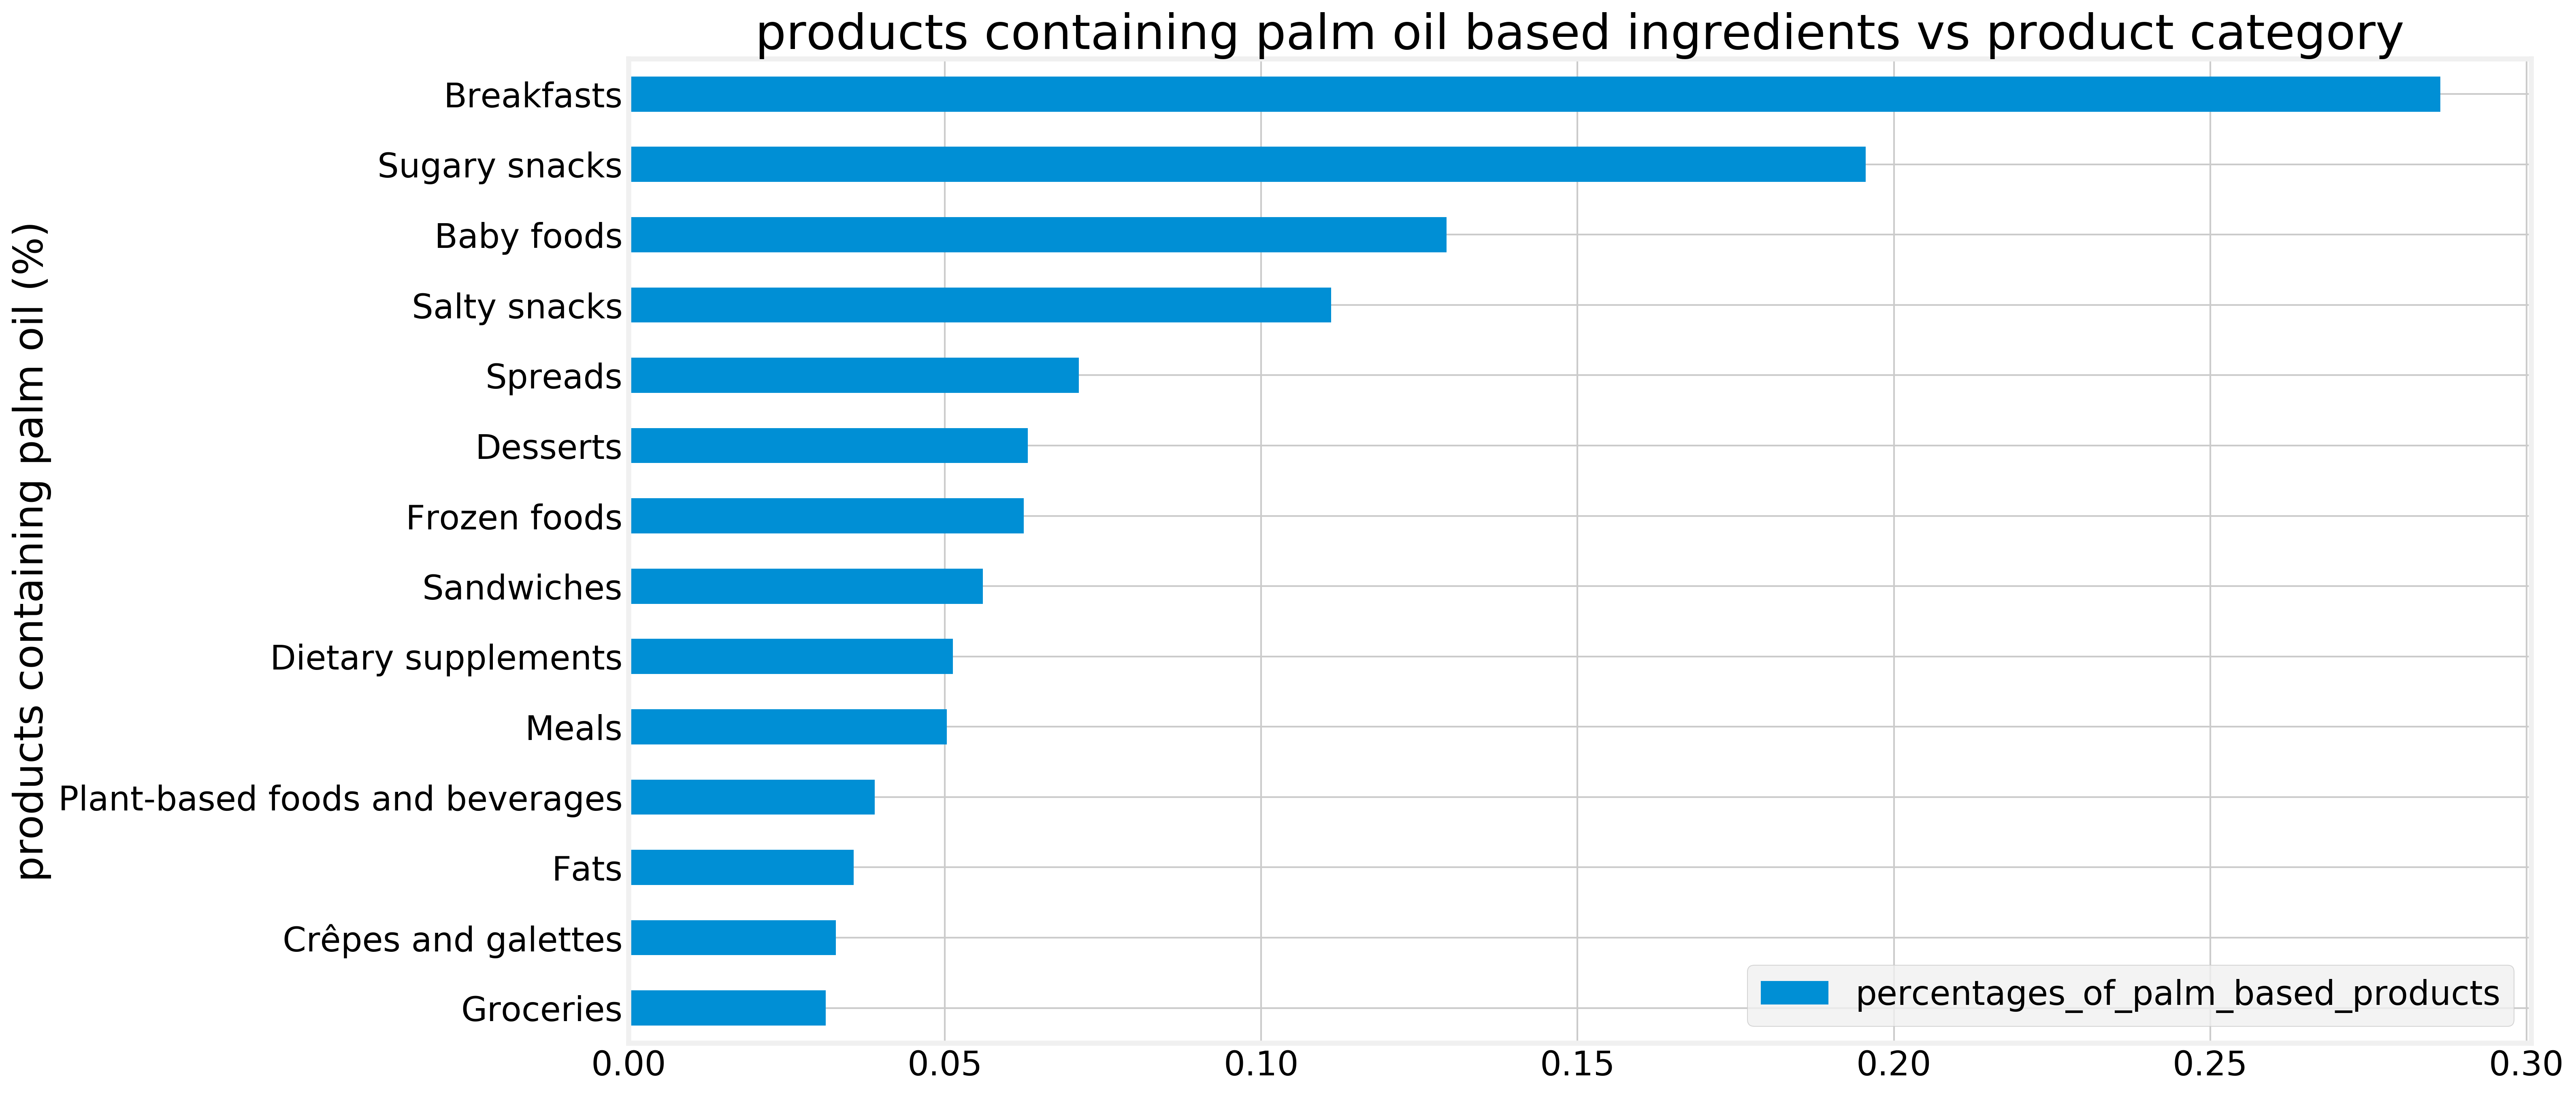 products containing palm oil based ingredients vs product category
products containing palm oil (%)
Breakfasts
Sugary snacks
Baby foods
Salty snacks
Spreads
Desserts
Frozen foods
Sandwiches
Dietary supplements
Meals
Plant-based foods and beverages
Fats
Crêpes and galettes
Groceries
percentages_of_palm_based_products
0.00 0.05 0.10 0.15 0.20 0.25 0.30